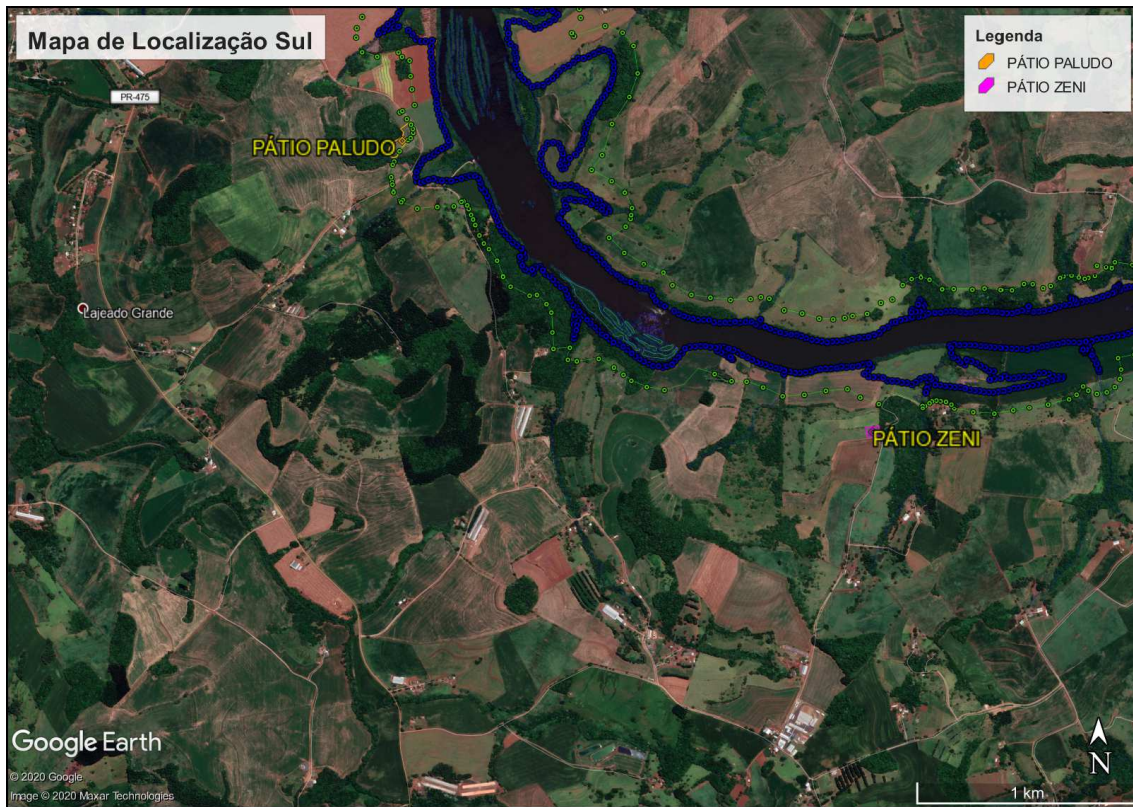 Mapa de Localização Sul
Legenda
PÁTIO PALUDO
PÁTIO ZENI
PR-475
PÁTIO PALUDO
Lajeado Grande
PÁTIO ZENI
Google Earth
© 2020 Google
Image © 2020 Maxar Technologies
N
1 km